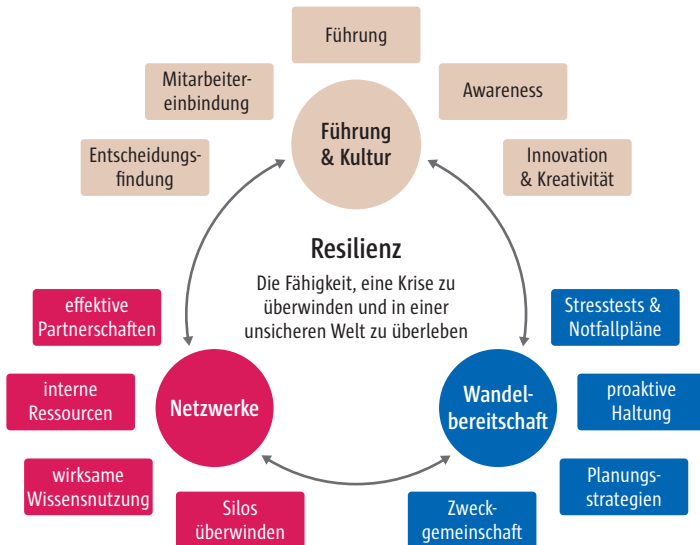 Führung
Mitarbeiter-
einbindung
Awareness
Entscheidungs-
findung
Führung
& Kultur
Innovation
& Kreativität
Resilienz
Die Fähigkeit, eine Krise zu
überwinden und in einer
unsicheren Welt zu überleben
effektive
Partnerschaften
interne
Ressourcen
wirksame
Wissensnutzung
Silos
überwinden
Netzwerke
Wandel-
bereitschaft
Stresstests &
Notfallpläne
proaktive
Haltung
Planungs-
strategien
Zweck-
gemeinschaft